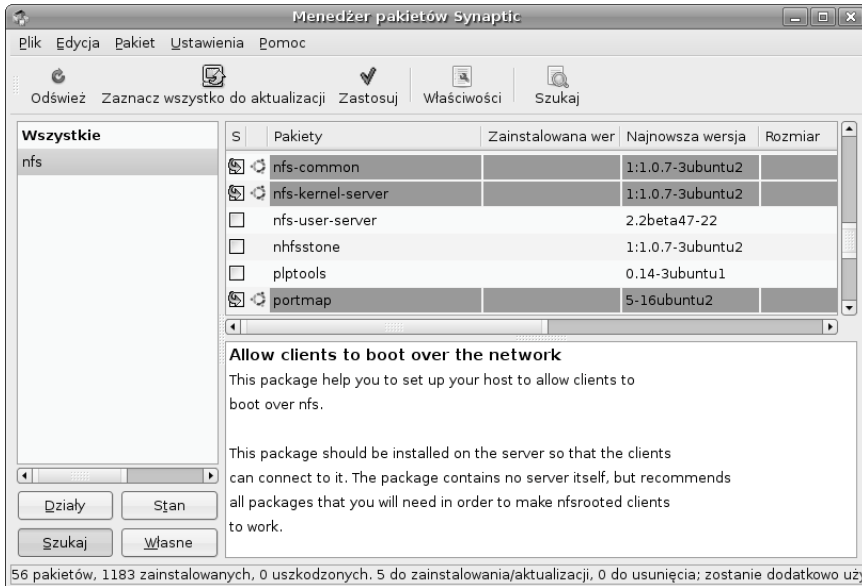 Menedżer pakietów Synaptic
Plik Edycja Pakiet Ustawienia Pomoc
Odśwież Zaznacz wszystko do aktualizacji Zastosuj Właściwości Szukaj
Wszystkie
nfs
S Pakiety Zainstalowana wer Najnowsza wersja Rozmiar
nfs-common 1:1.0.7-3ubuntu2
nfs-kernel-server 1:1.0.7-3ubuntu2
nfs-user-server 2.2beta47-22
nhfsstone 1:1.0.7-3ubuntu2
plptools 0.14-3ubuntu1
portmap 5-16ubuntu2
Allow clients to boot over the network
This package help you to set up your host to allow clients to
boot over nfs.
This package should be installed on the server so that the clients
can connect to it. The package contains no server itself, but recommends
all packages that you will need in order to make nfsrooted clients
to work.
Działy Stan
Szukaj Własne
56 pakietów, 1183 zainstalowanych, 0 uszkodzonych. 5 do zainstalowania/aktualizacji, 0 do usunięcia; zostanie dodatkowo uż